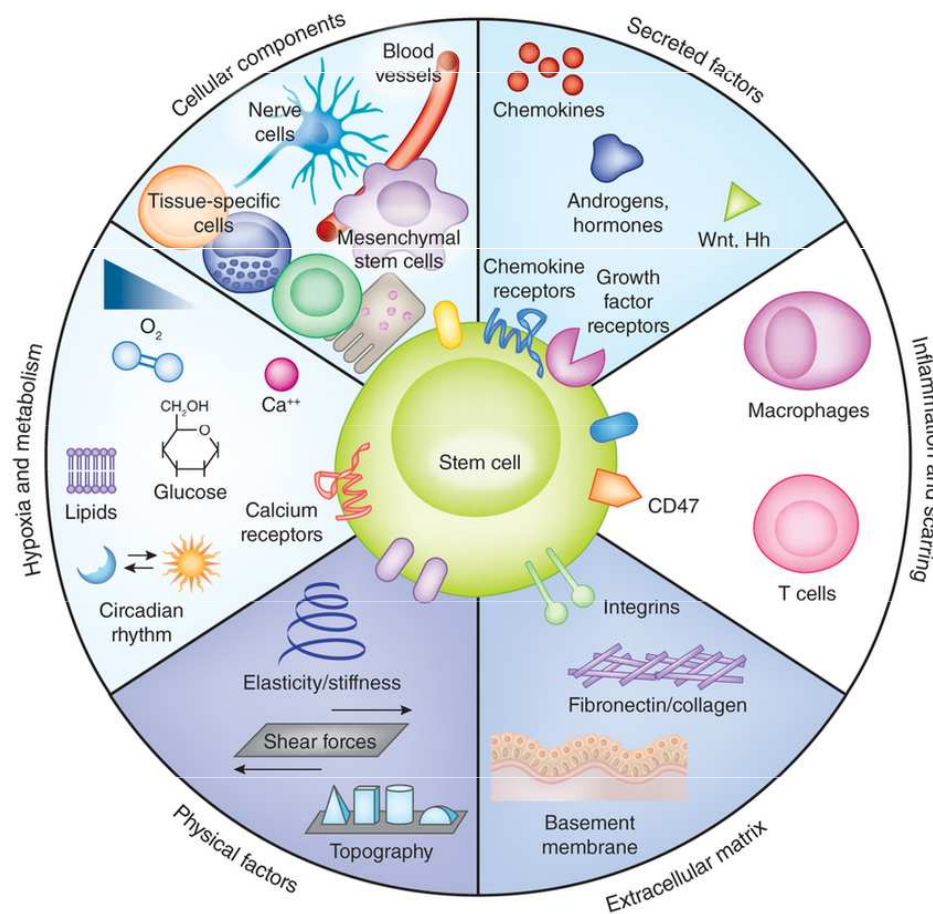 Cellular components
Blood
vessels
Nerve
cells
Tissue-specific
cells
Mesenchymal
stem cells
Secreted factors
Chemokines
Androgens,
hormones
Wnt, Hh
Chemokine
receptors
Growth
factor
receptors
Inflammation and scarring
Macrophages
CD47
T cells
Hypoxia and metabolism
O₂
Ca⁺⁺
CH₂OH
O
Glucose
Lipids
Calcium
receptors
Circadian
rhythm
Stem cell
Physical factors
Elasticity/stiffness
Shear forces
Topography
Extracellular matrix
Integrins
Fibronectin/collagen
Basement
membrane